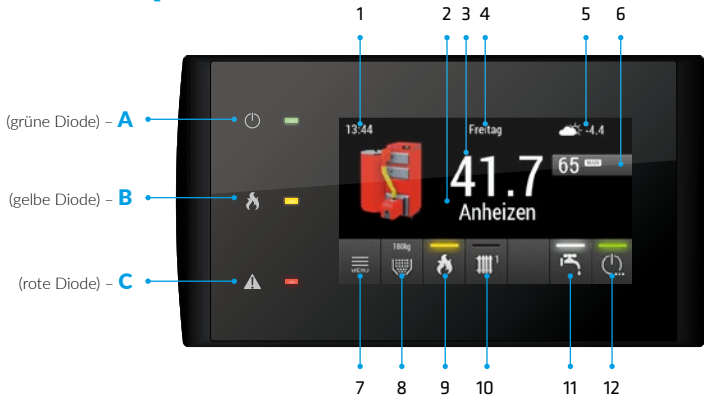 1 2 3 4 5 6
(grüne Diode) – A
13:44 Freitag -4.4
41.7 65 MAN
(gelbe Diode) – B
Anheizen
180kg
MENU 1
(rote Diode) – C
7 8 9 10 11 12